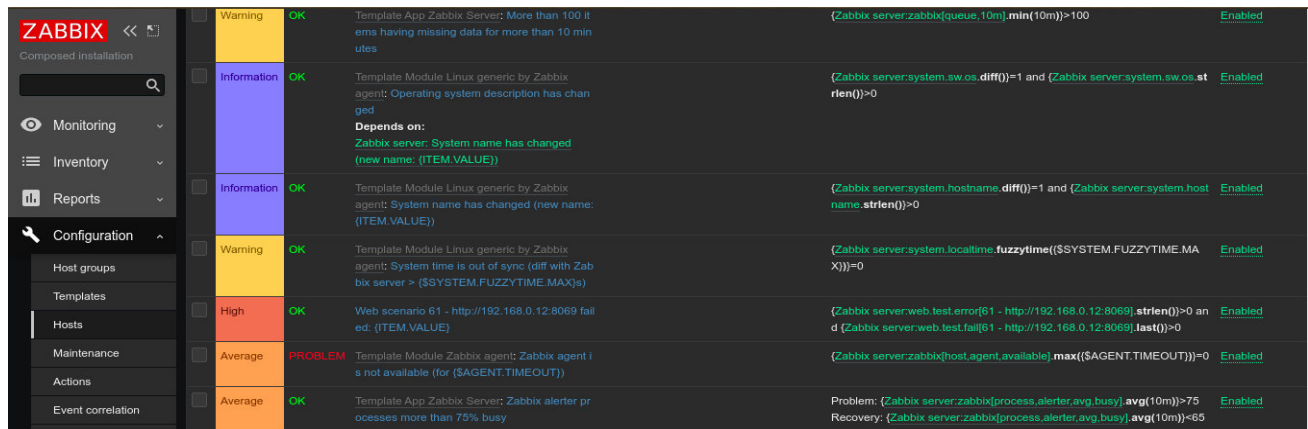 ZABBIX
Composed installation
Monitoring
Inventory
Reports
Configuration
Host groups
Templates
Hosts
Maintenance
Actions
Event correlation
Warning OK Template App Zabbix Server: More than 100 it {Zabbix server:zabbix[queue,10m].min(10m)}>100 Enabled
ems having missing data for more than 10 min
utes
Information OK Template Module Linux generic by Zabbix {Zabbix server:system.sw.os.diff()}=1 and {Zabbix server:system.sw.os.st Enabled
agent: Operating system description has chan rlen()}>0
ged
Depends on:
Zabbix server: System name has changed
(new name: {ITEM.VALUE})
Information OK Template Module Linux generic by Zabbix {Zabbix server:system.hostname.diff()}=1 and {Zabbix server:system.host Enabled
agent: System name has changed (new name: name.strlen()}>0
{ITEM.VALUE})
Warning OK Template Module Linux generic by Zabbix {Zabbix server:system.localtime.fuzzytime({$SYSTEM.FUZZYTIME.MA Enabled
agent: System time is out of sync (diff with Zab X})}=0
bix server > {$SYSTEM.FUZZYTIME.MAX}s)
High OK Web scenario 61 - http://192.168.0.12:8069 fail {Zabbix server:web.test.error[61 - http://192.168.0.12:8069].strlen()}>0 an Enabled
ed: {ITEM.VALUE} d {Zabbix server:web.test.fail[61 - http://192.168.0.12:8069].last()}>0
Average PROBLEM Template Module Zabbix agent: Zabbix agent i {Zabbix server:zabbix[host,agent,available].max({$AGENT.TIMEOUT})}=0 Enabled
s not available (for {$AGENT.TIMEOUT})
Average OK Template App Zabbix Server: Zabbix alerter pr Problem: {Zabbix server:zabbix[process,alerter,avg,busy].avg(10m)}>75 Enabled
ocesses more than 75% busy Recovery: {Zabbix server:zabbix[process,alerter,avg,busy].avg(10m)}<65